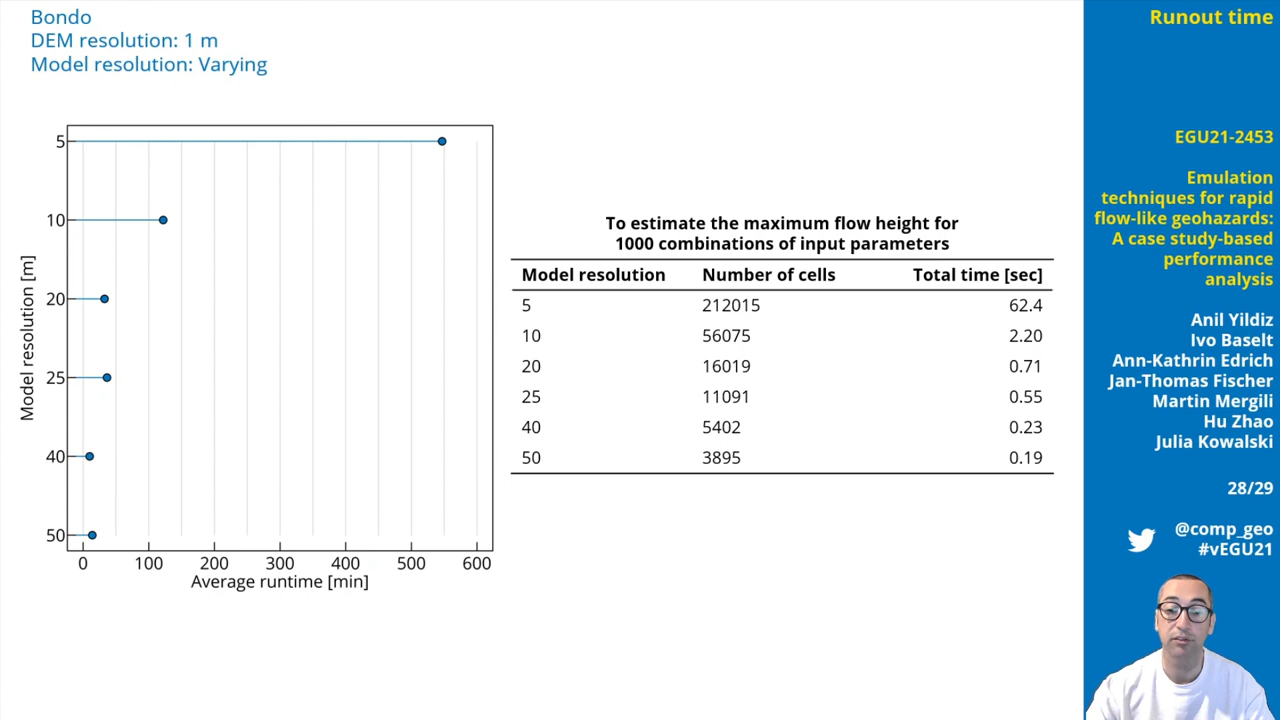 Bondo
DEM resolution: 1 m
Model resolution: Varying
5
10
20
25
40
50
Model resolution [m]
0 100 200 300 400 500 600
Average runtime [min]
To estimate the maximum flow height for
1000 combinations of input parameters
Model resolution Number of cells Total time [sec]
5 212015 62.4
10 56075 2.20
20 16019 0.71
25 11091 0.55
40 5402 0.23
50 3895 0.19
Runout time
EGU21-2453
Emulation
techniques for rapid
flow-like geohazards:
A case study-based
performance
analysis
Anil Yildiz
Ivo Baselt
Ann-Kathrin Edrich
Jan-Thomas Fischer
Martin Mergili
Hu Zhao
Julia Kowalski
28/29
@comp_geo
#vEGU21